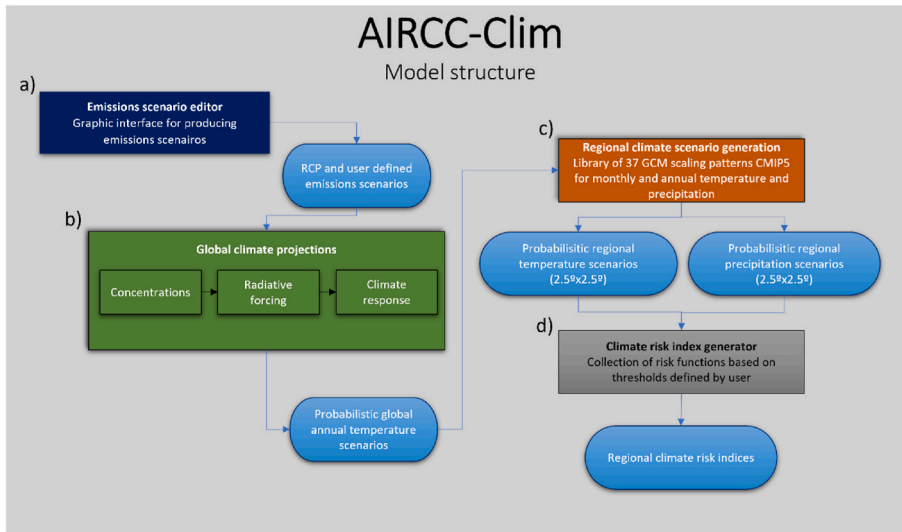 AIRCC-Clim
Model structure
a)
Emissions scenario editor
Graphic interface for producing
emissions scenairos
RCP and user defined
emissions scenarios
b)
Global climate projections
Concentrations
Radiative
forcing
Climate
response
Probabilistic global
annual temperature
scenarios
c)
Regional climate scenario generation
Library of 37 GCM scaling patterns CMIP5
for monthly and annual temperature and
precipitation
Probabilisitic regional
temperature scenarios
(2.5ºx2.5º)
Probabilisitic regional
precipitation scenarios
(2.5ºx2.5º)
d)
Climate risk index generator
Collection of risk functions based on
thresholds defined by user
Regional climate risk indices